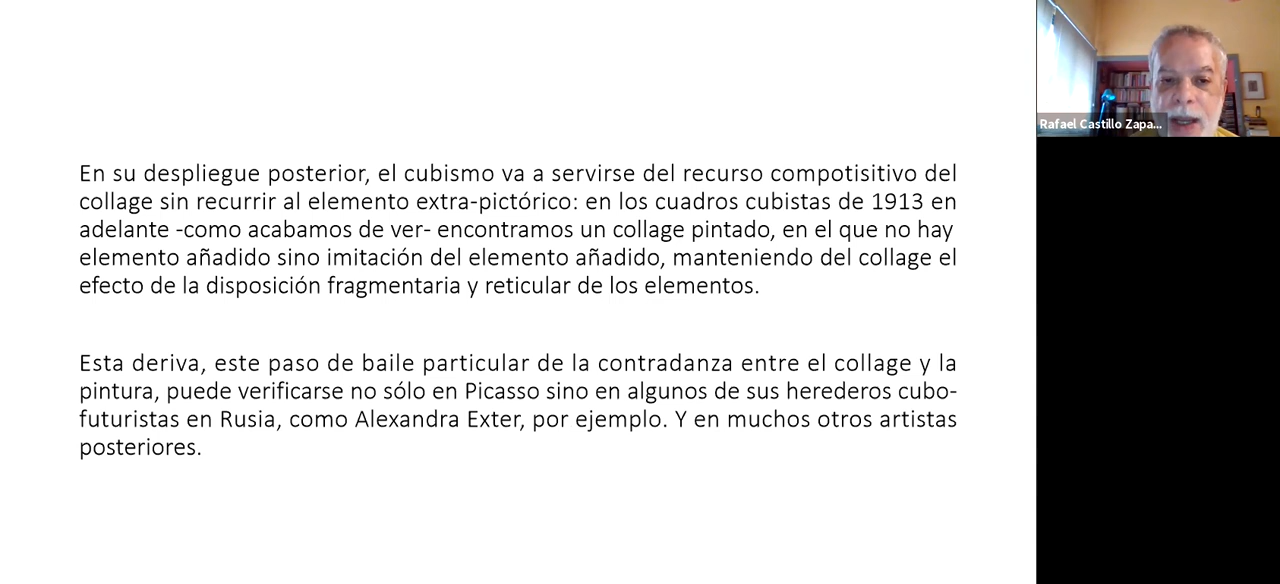 En su despliegue posterior, el cubismo va a servirse del recurso compotisitivo del
collage sin recurrir al elemento extra-pictórico: en los cuadros cubistas de 1913 en
adelante -como acabamos de ver- encontramos un collage pintado, en el que no hay
elemento añadido sino imitación del elemento añadido, manteniendo del collage el
efecto de la disposición fragmentaria y reticular de los elementos.
Esta deriva, este paso de baile particular de la contradanza entre el collage y la
pintura, puede verificarse no sólo en Picasso sino en algunos de sus herederos cubo-
futuristas en Rusia, como Alexandra Exter, por ejemplo. Y en muchos otros artistas
posteriores.
Rafael Castillo Zapa...